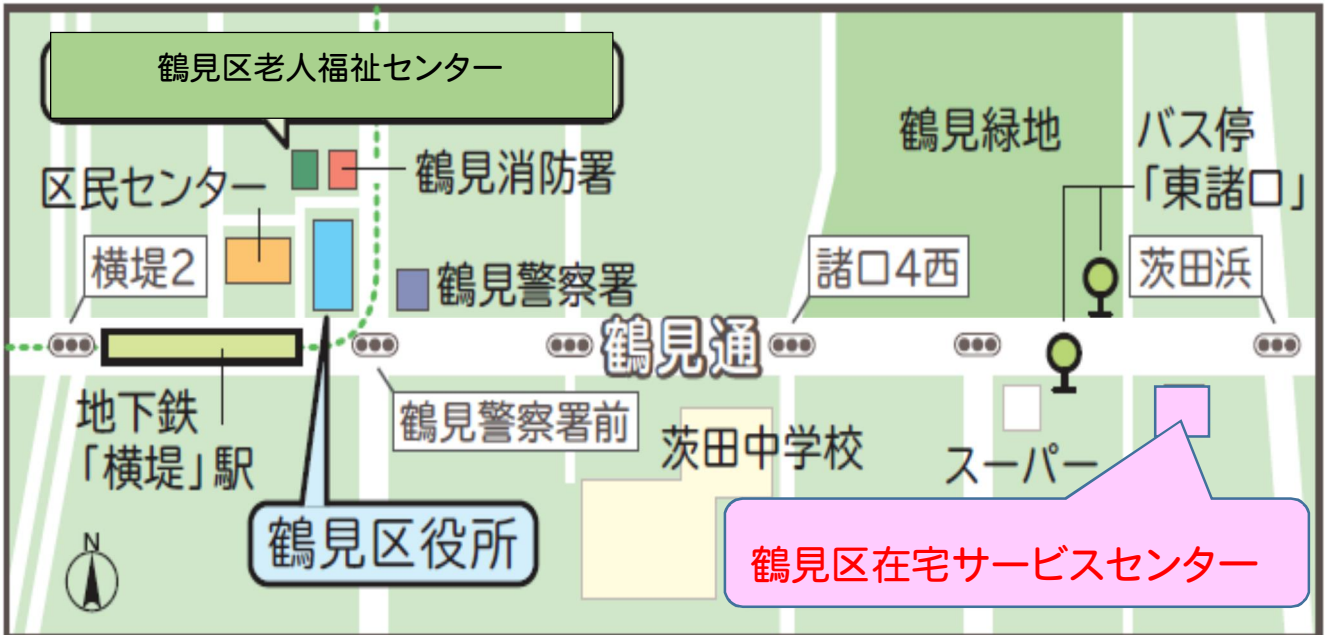 鶴見区老人福祉センター
鶴見緑地
バス停
「東諸口」
鶴見消防署
区民センター
横堤2
鶴見警察署
諸口4西
茨田浜
鶴見通
地下鉄
「横堤」駅
鶴見警察署前
茨田中学校
スーパー
鶴見区役所
鶴見区在宅サービスセンター
N